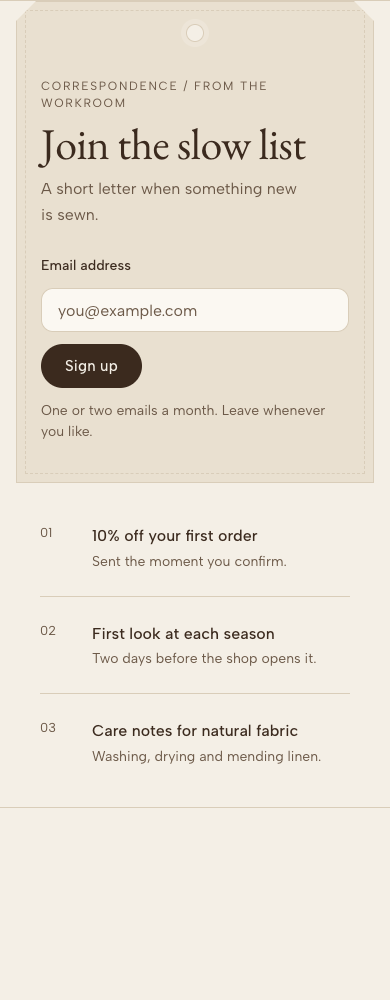 CORRESPONDENCE / FROM THE
WORKROOM
Join the slow list
A short letter when something new
is sewn.
Email address
you@example.com
Sign up
One or two emails a month. Leave whenever
you like.
01
10% off your first order
Sent the moment you confirm.
02
First look at each season
Two days before the shop opens it.
03
Care notes for natural fabric
Washing, drying and mending linen.